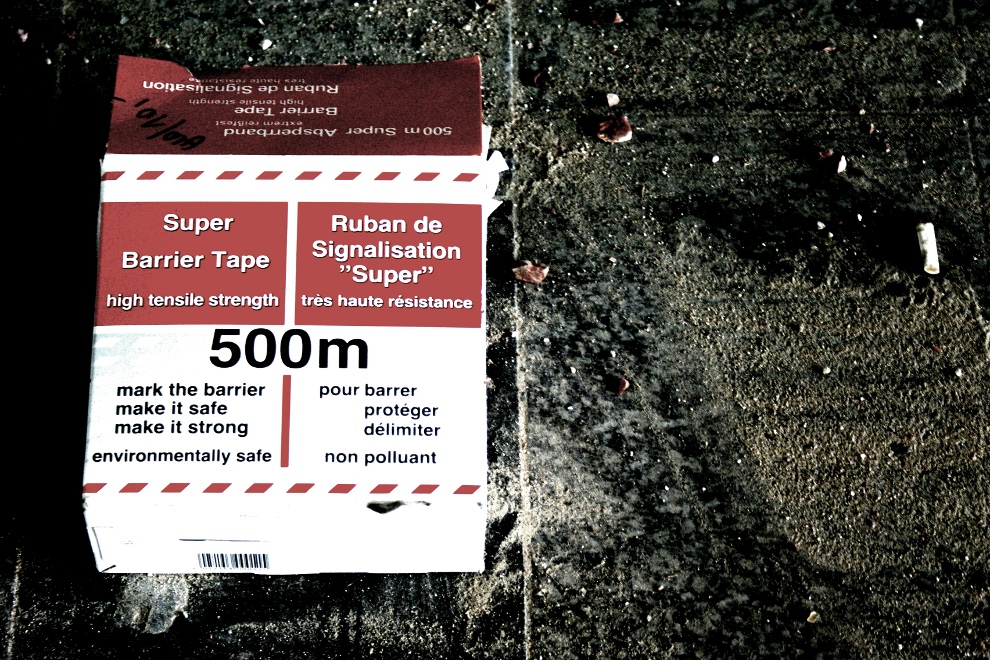 500 m Super Absperrband
extrem reißfest
Barrier Tape
high tensile strength
Ruban de Signalisation
très haute résistance
Super
Barrier Tape
high tensile strength
Ruban de
Signalisation
”Super”
très haute résistance
500m
mark the barrier
make it safe
make it strong
environmentally safe
pour barrer
protéger
délimiter
non polluant